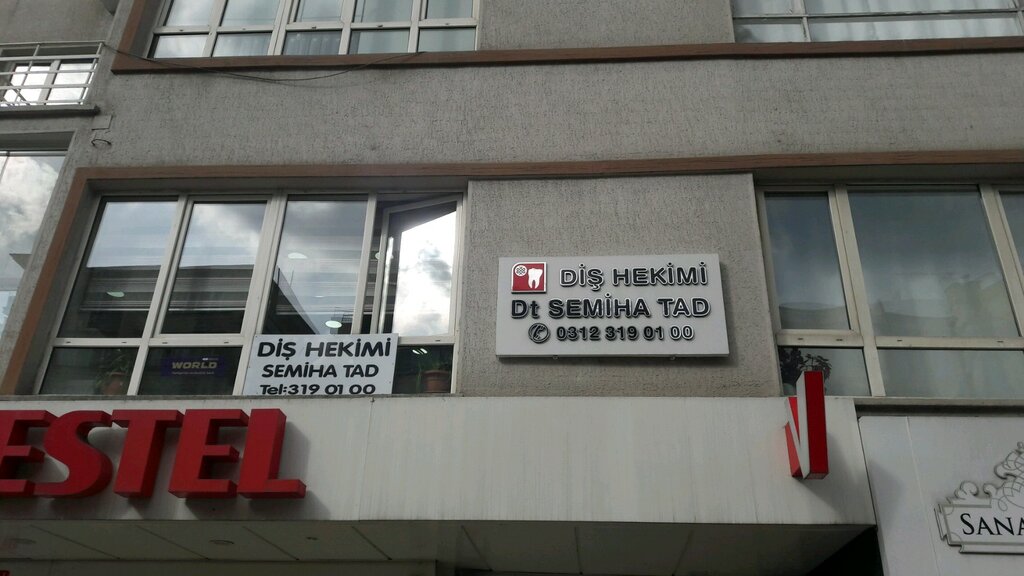 DİŞ HEKİMİ
Dt SEMİHA TAD
0312 319 01 00
WORLD
DİŞ HEKİMİ
SEMİHA TAD
Tel:319 01 00
ESTEL
SANA